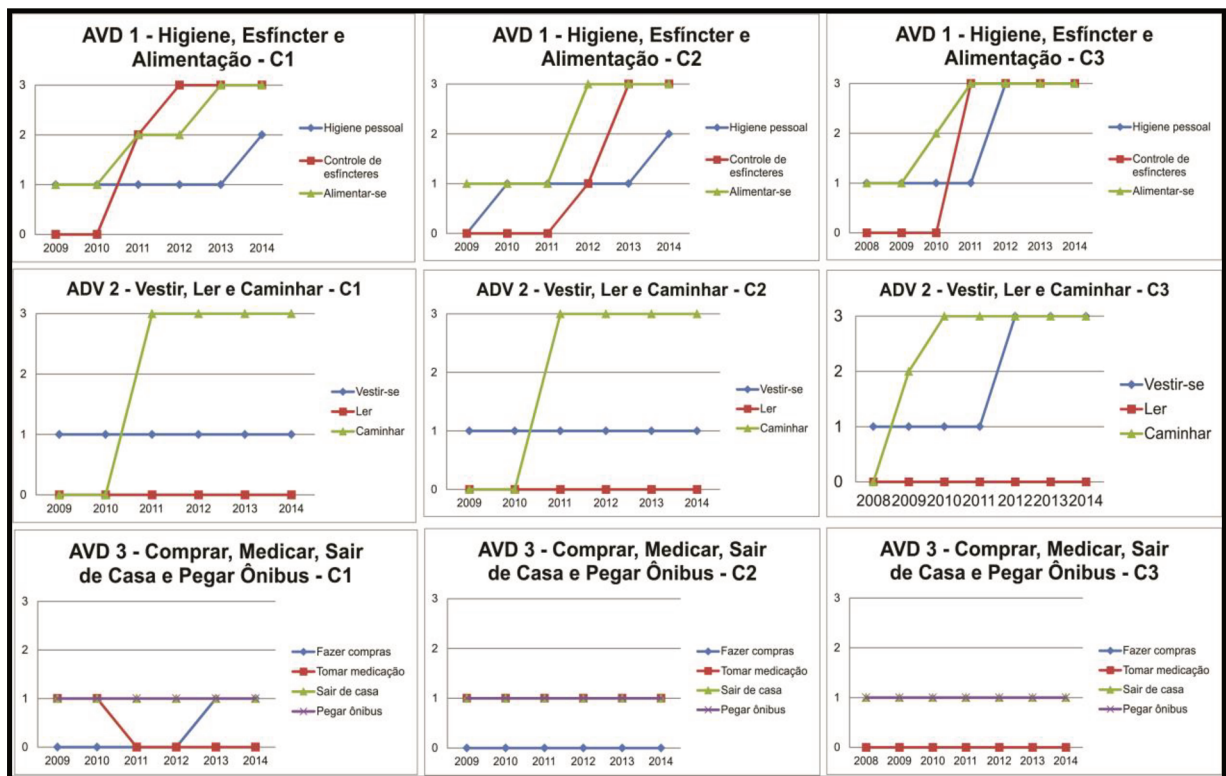 AVD 1 - Higiene, Esfíncter e
Alimentação - C1
3
2
1
0
2009 2010 2011 2012 2013 2014
Higiene pessoal
Controle de
esfíncteres
Alimentar-se
AVD 1 - Higiene, Esfíncter e
Alimentação - C2
3
2
1
0
2009 2010 2011 2012 2013 2014
Higiene pessoal
Controle de
esfíncteres
Alimentar-se
AVD 1 - Higiene, Esfíncter e
Alimentação - C3
3
2
1
0
2008 2009 2010 2011 2012 2013 2014
Higiene pessoal
Controle de
esfíncteres
Alimentar-se
ADV 2 - Vestir, Ler e Caminhar - C1
3
2
1
0
2009 2010 2011 2012 2013 2014
Vestir-se
Ler
Caminhar
ADV 2 - Vestir, Ler e Caminhar - C2
3
2
1
0
2009 2010 2011 2012 2013 2014
Vestir-se
Ler
Caminhar
ADV 2 - Vestir, Ler e Caminhar - C3
3
2
1
0
2008 2009 2010 2011 2012 2013 2014
Vestir-se
Ler
Caminhar
AVD 3 - Comprar, Medicar, Sair
de Casa e Pegar Ônibus - C1
3
2
1
0
2009 2010 2011 2012 2013 2014
Fazer compras
Tomar medicação
Sair de casa
Pegar ônibus
AVD 3 - Comprar, Medicar, Sair
de Casa e Pegar Ônibus - C2
3
2
1
0
2009 2010 2011 2012 2013 2014
Fazer compras
Tomar medicação
Sair de casa
Pegar ônibus
AVD 3 - Comprar, Medicar, Sair
de Casa e Pegar Ônibus - C3
3
2
1
0
2008 2009 2010 2011 2012 2013 2014
Fazer compras
Tomar medicação
Sair de casa
Pegar ônibus